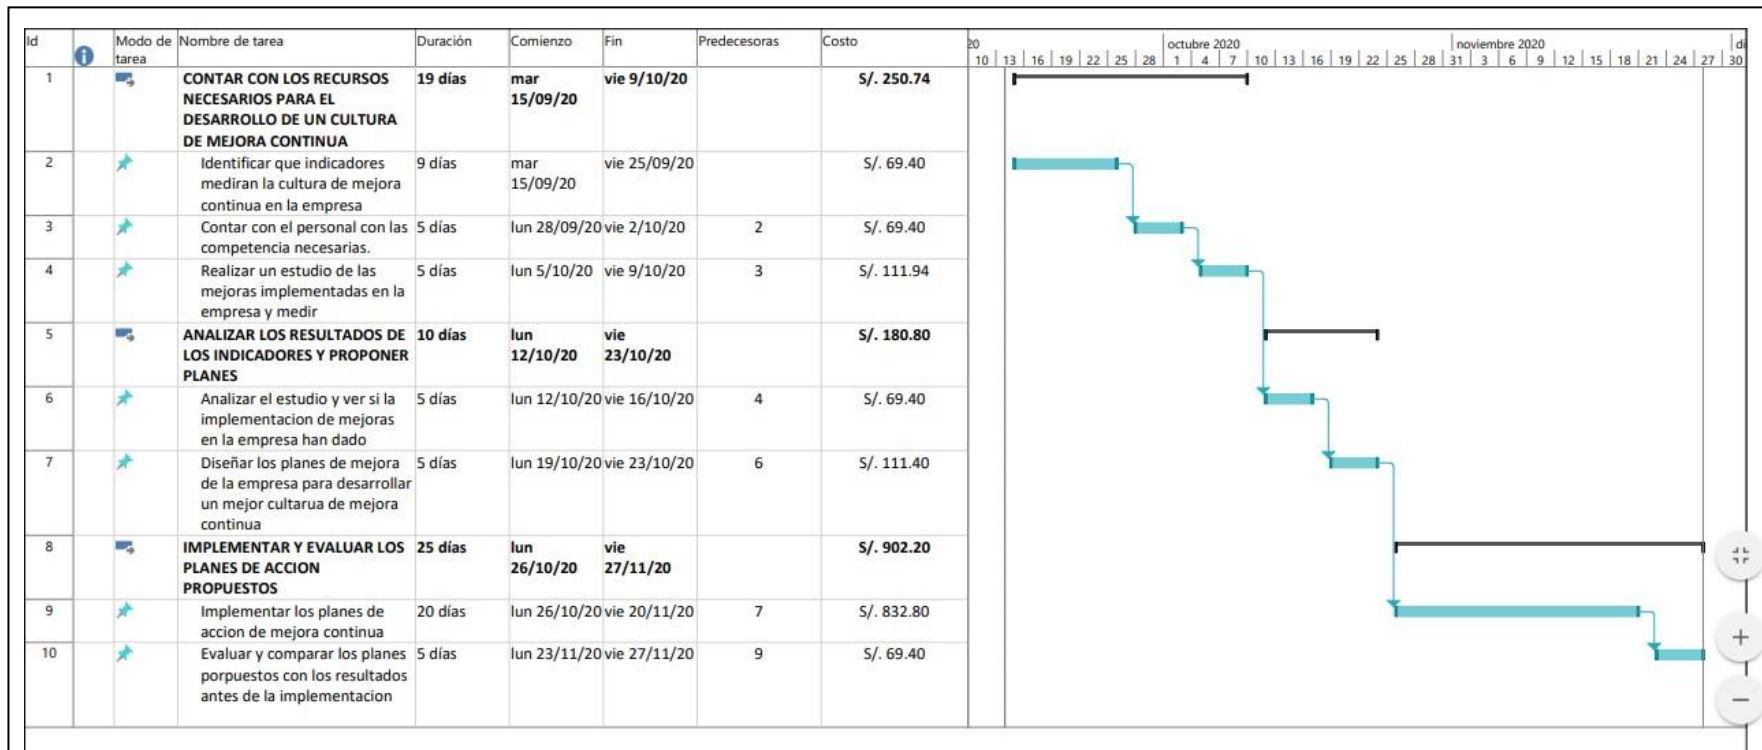 Id Modo de tarea Nombre de tarea Duración Comienzo Fin Predecesoras Costo
20 octubre 2020 noviembre 2020 di
10 13 16 19 22 25 28 1 4 7 10 13 16 19 22 25 28 31 3 6 9 12 15 18 21 24 27 30
1 CONTAR CON LOS RECURSOS 19 días mar vie 9/10/20 S/. 250.74
NECESARIOS PARA EL 15/09/20
DESARROLLO DE UN CULTURA
DE MEJORA CONTINUA
2 Identificar que indicadores 9 días mar vie 25/09/20 S/. 69.40
mediran la cultura de mejora 15/09/20
continua en la empresa
3 Contar con el personal con las 5 días lun 28/09/20 vie 2/10/20 2 S/. 69.40
competencia necesarias.
4 Realizar un estudio de las 5 días lun 5/10/20 vie 9/10/20 3 S/. 111.94
mejoras implementadas en la
empresa y medir
5 ANALIZAR LOS RESULTADOS DE 10 días lun vie S/. 180.80
LOS INDICADORES Y PROPONER 12/10/20 23/10/20
PLANES
6 Analizar el estudio y ver si la 5 días lun 12/10/20 vie 16/10/20 4 S/. 69.40
implementacion de mejoras
en la empresa han dado
7 Diseñar los planes de mejora 5 días lun 19/10/20 vie 23/10/20 6 S/. 111.40
de la empresa para desarrollar
un mejor cultarua de mejora
continua
8 IMPLEMENTAR Y EVALUAR LOS 25 días lun vie S/. 902.20
PLANES DE ACCION 26/10/20 27/11/20
PROPUESTOS
9 Implementar los planes de 20 días lun 26/10/20 vie 20/11/20 7 S/. 832.80
accion de mejora continua
10 Evaluar y comparar los planes 5 días lun 23/11/20 vie 27/11/20 9 S/. 69.40
porpuestos con los resultados
antes de la implementacion